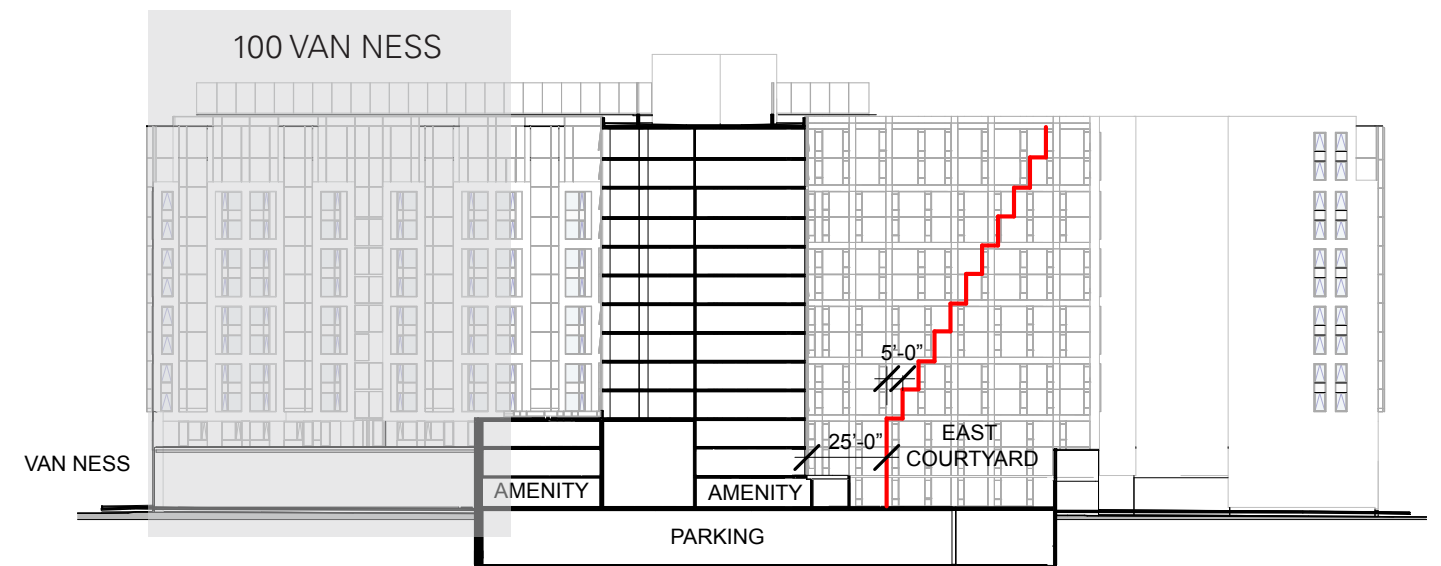 100 VAN NESS
5'-0"
25'-0"
EAST
COURTYARD
VAN NESS
AMENITY
AMENITY
PARKING